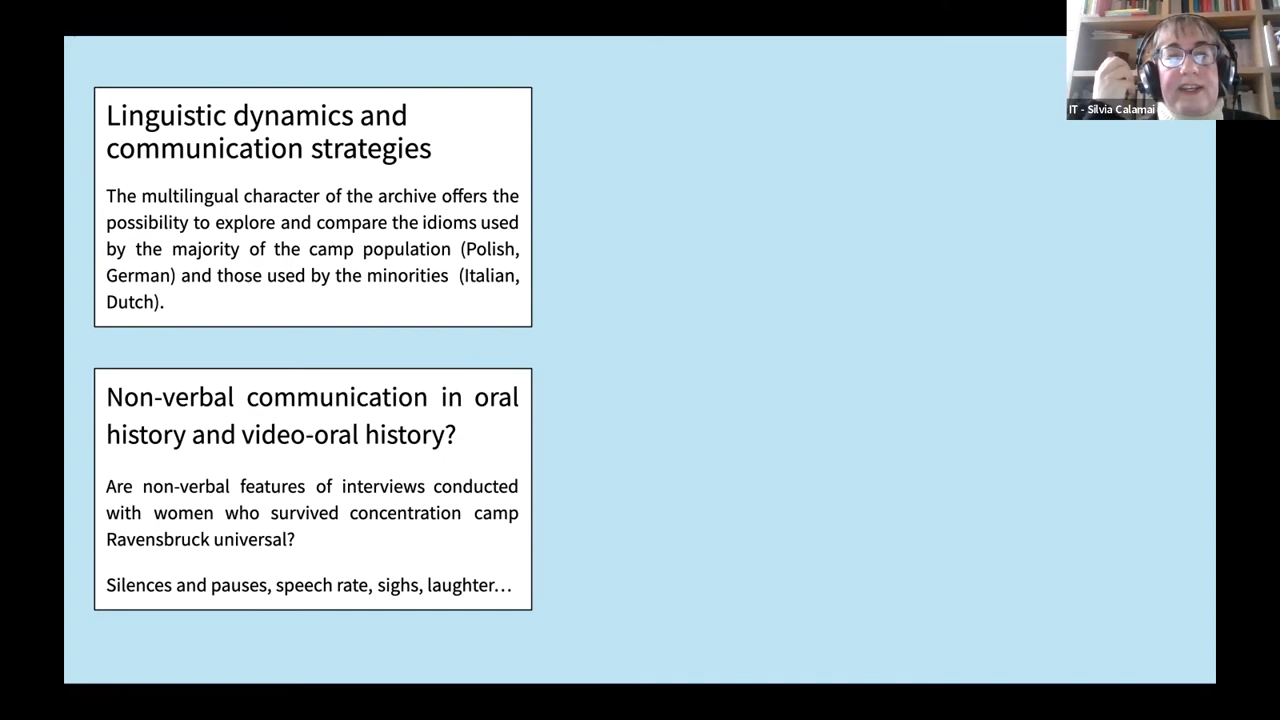 Linguistic dynamics and
communication strategies
The multilingual character of the archive offers the
possibility to explore and compare the idioms used
by the majority of the camp population (Polish,
German) and those used by the minorities (Italian,
Dutch).
Non-verbal communication in oral
history and video-oral history?
Are non-verbal features of interviews conducted
with women who survived concentration camp
Ravensbruck universal?
Silences and pauses, speech rate, sighs, laughter…
IT - Silvia Calamai